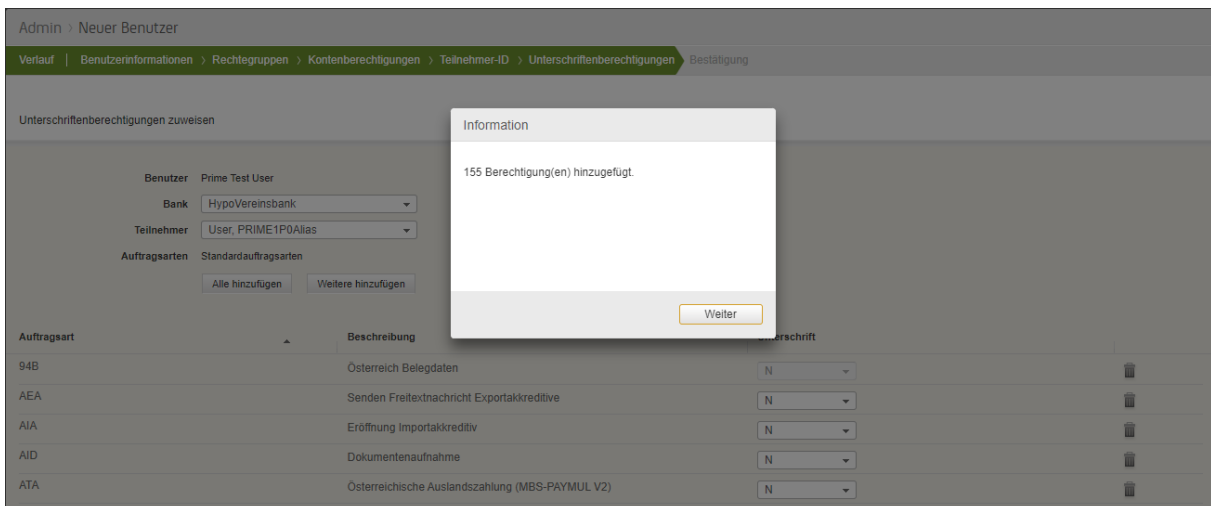 Admin > Neuer Benutzer
Verlauf | Benutzerinformationen > Rechtegruppen > Kontenberechtigungen > Teilnehmer-ID > Unterschriftenberechtigungen Bestätigung
Unterschriftenberechtigungen zuweisen
Information
155 Berechtigung(en) hinzugefügt.
Weiter
Benutzer Prime Test User
Bank HypoVereinsbank
Teilnehmer User, PRIME1P0Alias
Auftragsarten Standardauftragsarten
Alle hinzufügen Weitere hinzufügen
Auftragsart Beschreibung Unterschrift
94B Österreich Belegdaten N
AEA Senden Freitextnachricht Exportakkreditive N
AIA Eröffnung Importakkreditiv N
AID Dokumentenaufnahme N
ATA Österreichische Auslandszahlung (MBS-PAYMUL V2) N